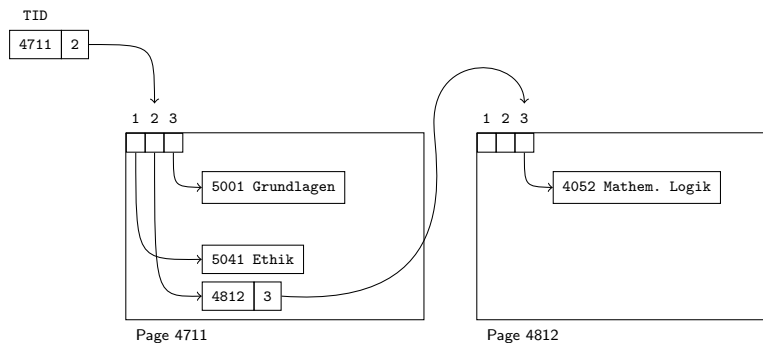 TID
4711 2
1 2 3
1 2 3
5001 Grundlagen
4052 Mathem. Logik
5041 Ethik
4812 3
Page 4711
Page 4812